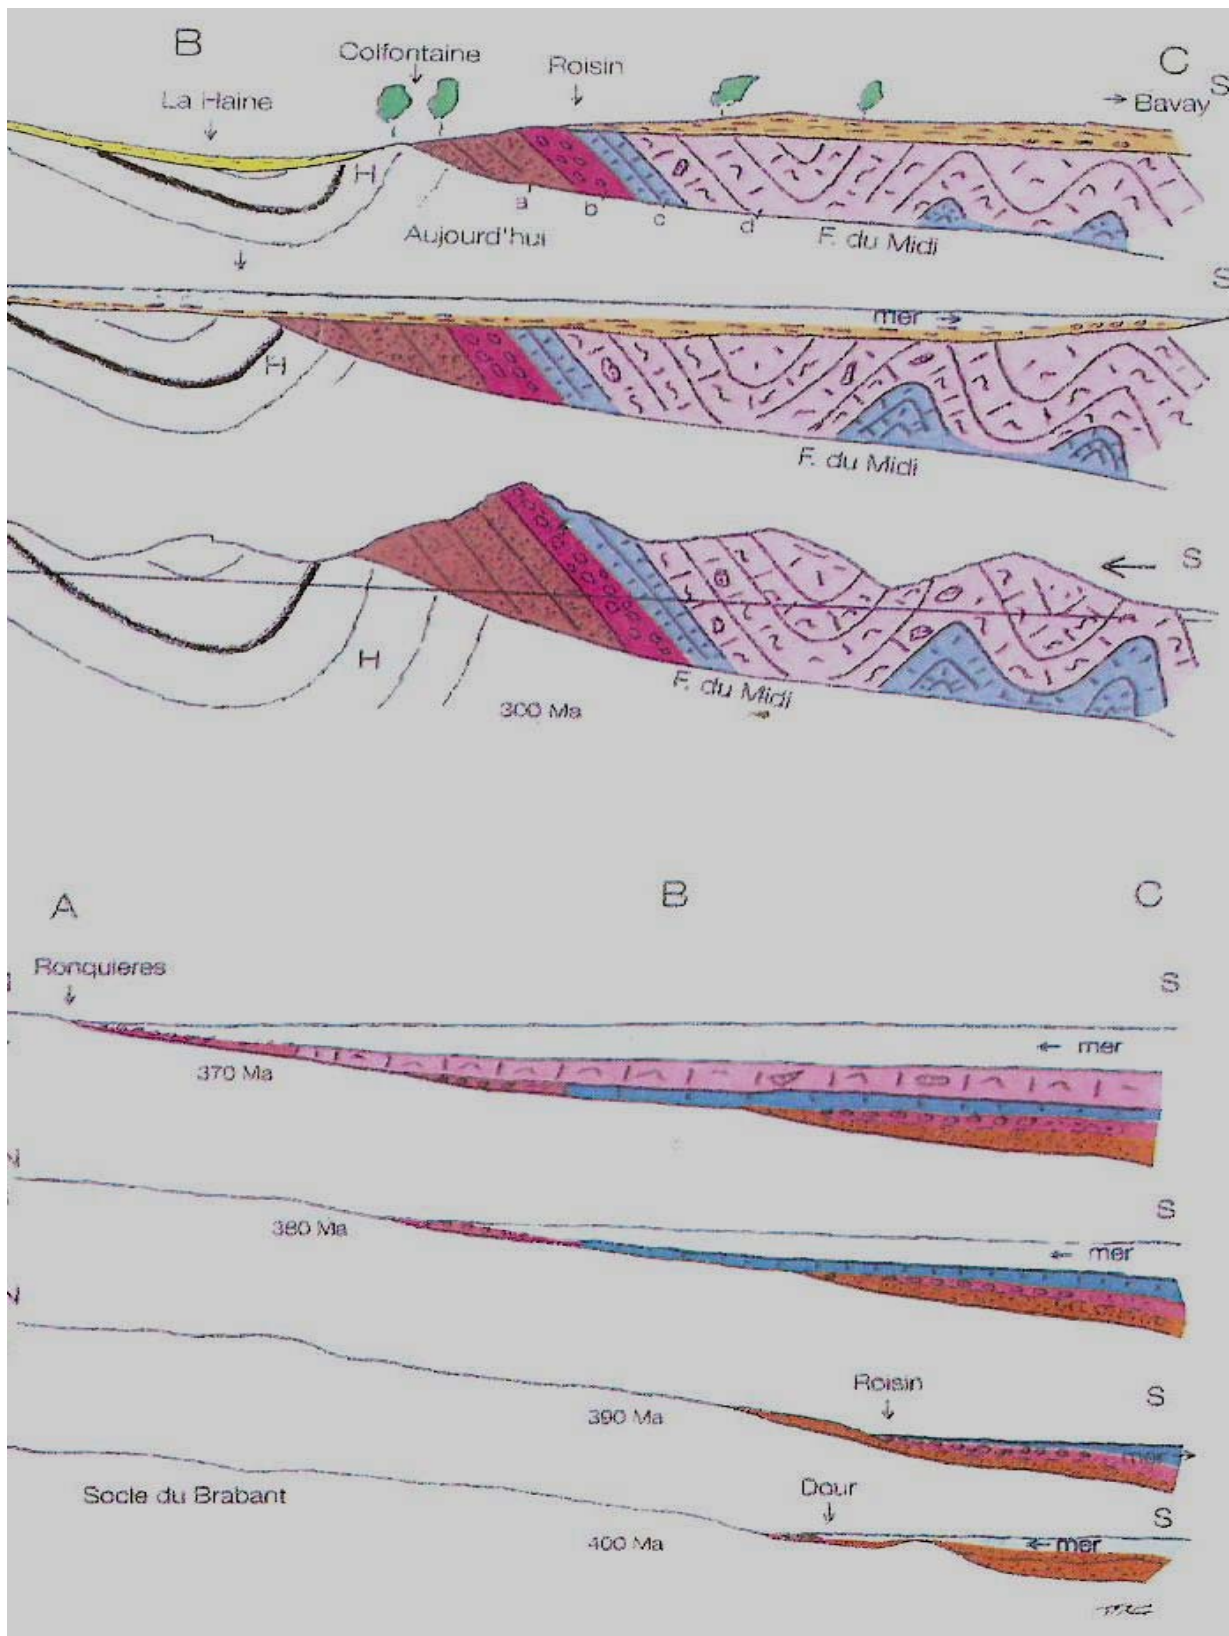 B
Colfontaine
Roisin
C
S
La Haine
Bavay
H
a
b
c
d
Aujourd'hui
F. du Midi
S
mer
H
F. du Midi
S
H
F. du Midi
300 Ma
A
B
C
Ronquieres
S
mer
370 Ma
N
S
380 Ma
mer
N
Roisin
S
390 Ma
mer
Dour
Socle du Brabant
S
400 Ma
mer